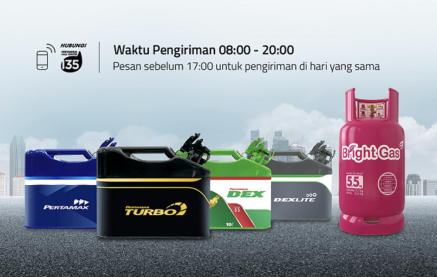 HUBUNGI
135
Waktu Pengiriman 08:00 - 20:00
Pesan sebelum 17:00 untuk pengiriman di hari yang sama
PERTAMAX
PERTAMAX
TURBO
DEX
DEXLITE
Bright Gas
5.5